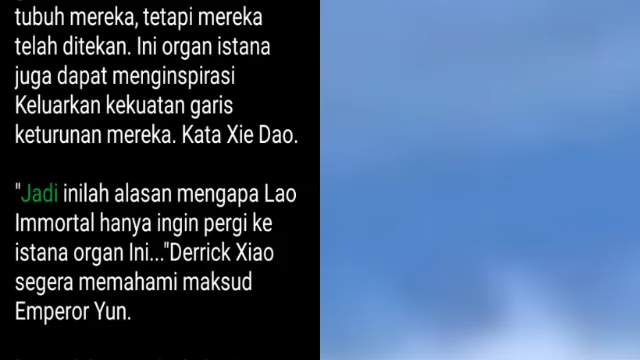 tubuh mereka, tetapi mereka
telah ditekan. Ini organ istana
juga dapat menginspirasi
Keluarkan kekuatan garis
keturunan mereka. Kata Xie Dao.
"Jadi inilah alasan mengapa Lao
Immortal hanya ingin pergi ke
istana organ Ini..."Derrick Xiao
segera memahami maksud
Emperor Yun.